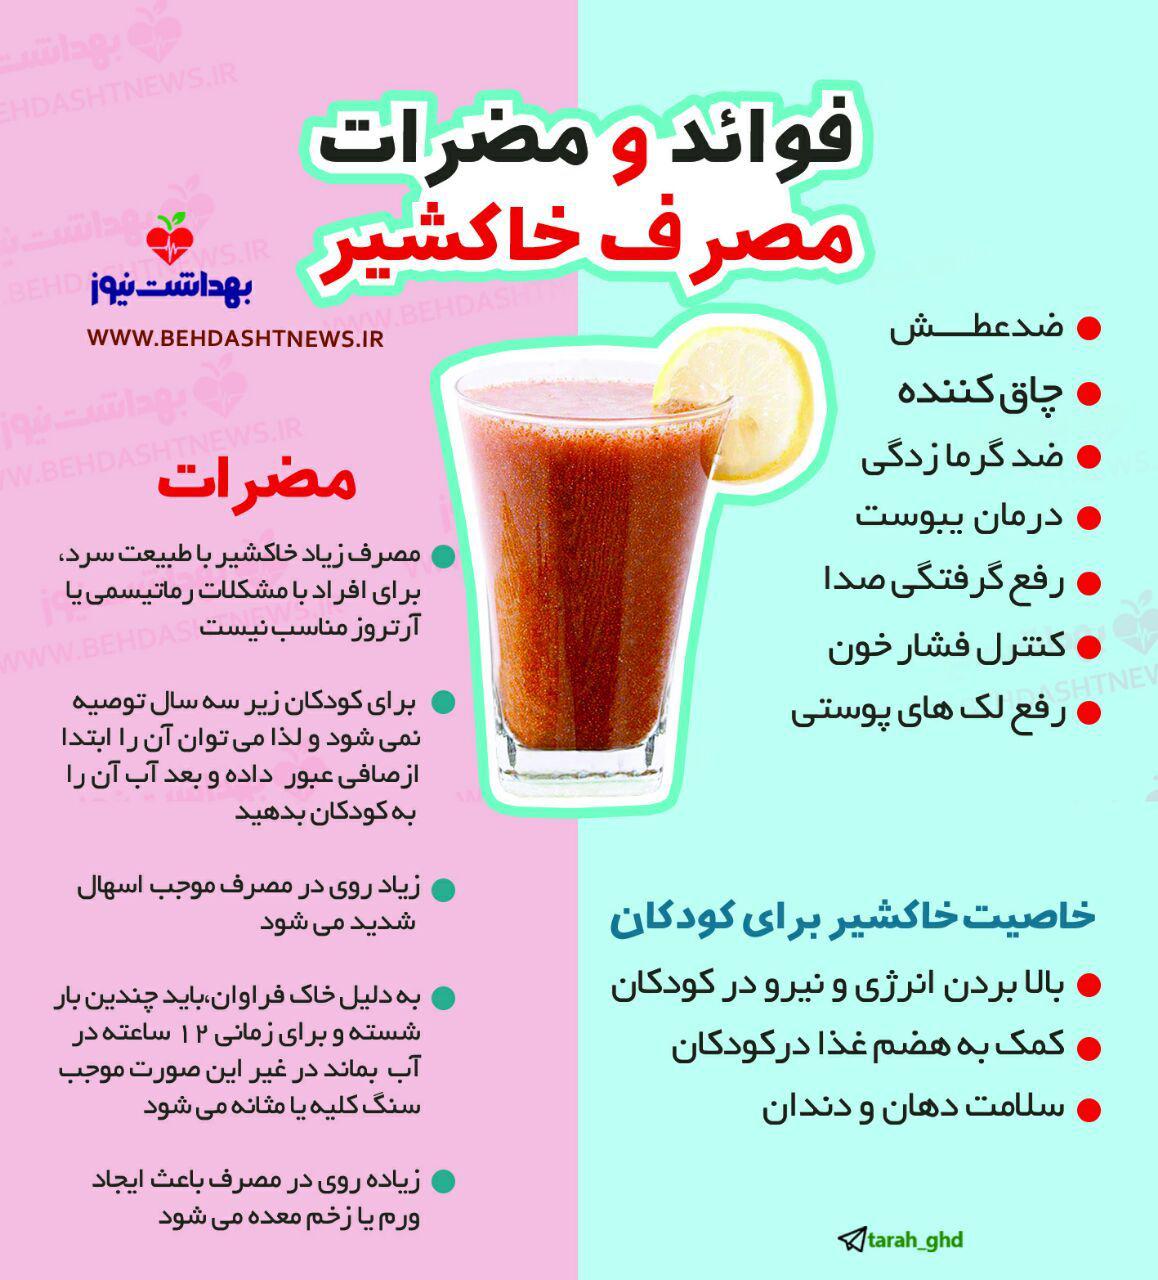 فوائد و مضرات
مصرف خاکشیر
بهداشت نیوز
WWW.BEHDASHTNEWS.IR
ضدعطـــش
چاق کننده
ضد گرما زدگی
درمان یبوست
رفع گرفتگی صدا
کنترل فشار خون
رفع لک های پوستی
خاصیت خاکشیر برای کودکان
بالا بردن انرژی و نیرو در کودکان
کمک به هضم غذا درکودکان
سلامت دهان و دندان
مضرات
مصرف زیاد خاکشیر با طبیعت سرد،
برای افراد با مشکلات رماتیسمی یا
آرتروز مناسب نیست
برای کودکان زیر سه سال توصیه
نمی شود و لذا می توان آن را ابتدا
ازصافی عبور داده و بعد آب آن را
به کودکان بدهید
زیاد روی در مصرف موجب اسهال
شدید می شود
به دلیل خاک فراوان،باید چندین بار
شسته و برای زمانی ۱۲ ساعته در
آب بماند در غیر این صورت موجب
سنگ کلیه یا مثانه می شود
زیاده روی در مصرف باعث ایجاد
ورم یا زخم معده می شود
tarah_ghd